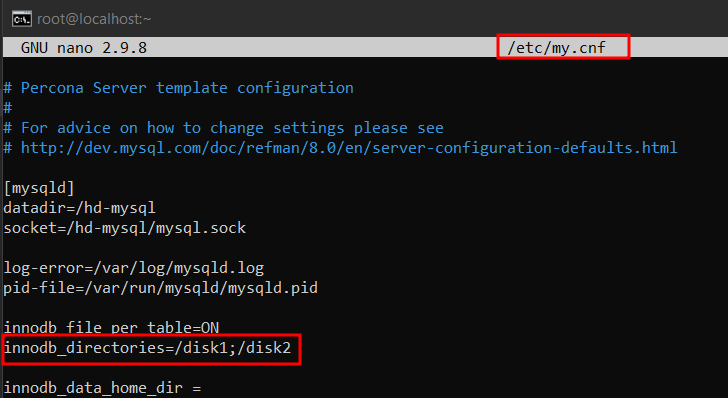 root@localhost:~
GNU nano 2.9.8 /etc/my.cnf
# Percona Server template configuration
#
# For advice on how to change settings please see
# http://dev.mysql.com/doc/refman/8.0/en/server-configuration-defaults.html
[mysqld]
datadir=/hd-mysql
socket=/hd-mysql/mysql.sock
log-error=/var/log/mysqld.log
pid-file=/var/run/mysqld/mysqld.pid
innodb_file_per_table=ON
innodb_directories=/disk1;/disk2
innodb_data_home_dir =